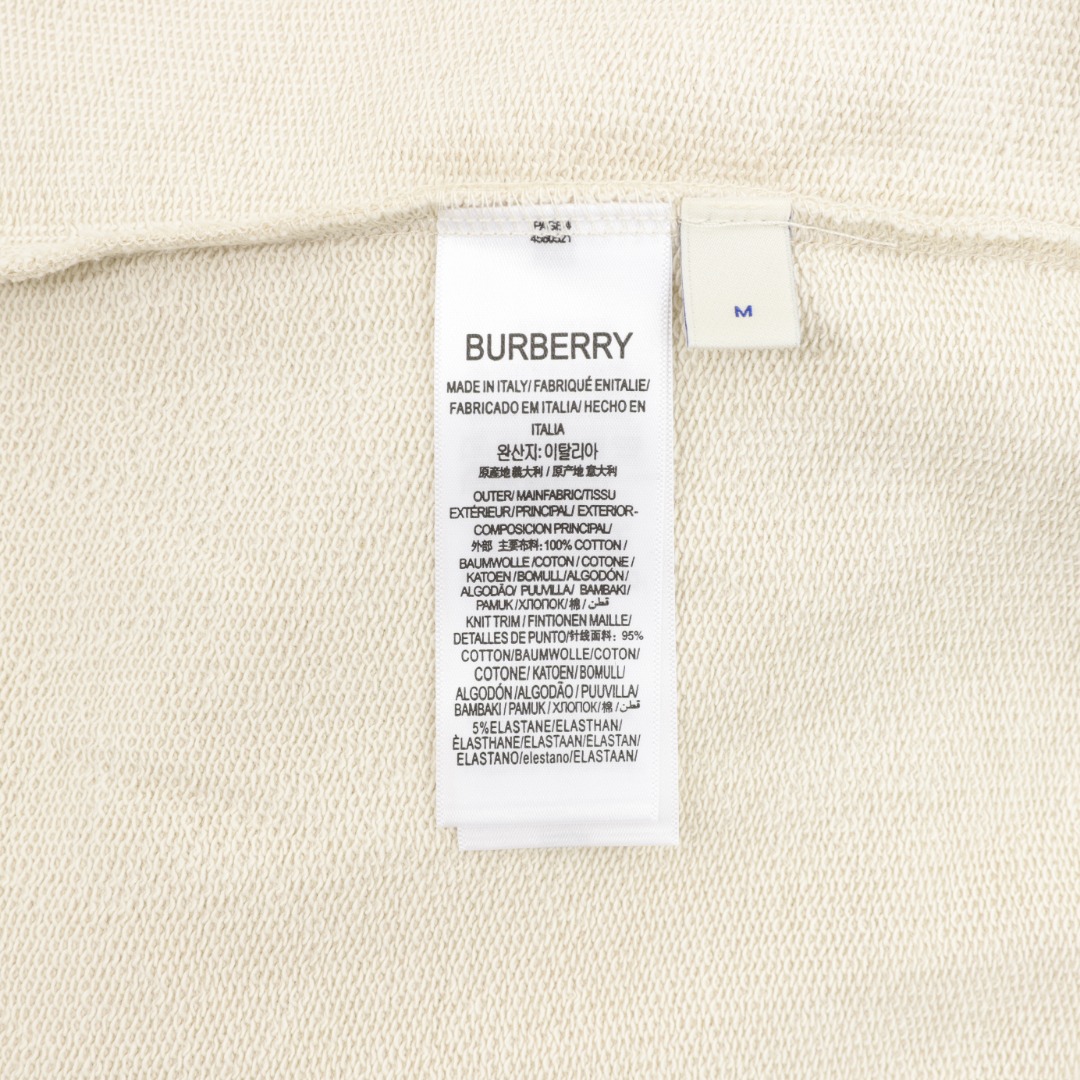 4580521
M
BURBERRY
MADE IN ITALY/ FABRIQUÉ ENITALIE/
FABRICADO EM ITALIA/ HECHO EN
ITALIA
완산지: 이탈리아
原產地 義大利 / 原产地 意大利
OUTER/ MAINFABRIC/TISSU
EXTÉRIEUR/PRINCIPAL/ EXTERIOR-
COMPOSICION PRINCIPAL/
外部 主要布料: 100% COTTON /
BAUMWOLLE /COTON / COTONE /
KATOEN /BOMULL/ALGODÓN /
ALGODÃO/ PUUVILLA/ BAMBAKI/
PAMUK /ХЛОПОК/ 棉 / قطن
KNIT TRIM / FINTIONEN MAILLE/
DETALLES DE PUNTO/针线面料: 95%
COTTON/BAUMWOLLE/COTON/
COTONE/ KATOEN/ BOMULL/
ALGODÓN /ALGODÃO / PUUVILLA/
BAMBAKI / PAMUK / ХЛОПОК/ 棉 / قطن
5%ELASTANE/ELASTHAN/
ÈLASTHANE/ELASTAAN/ELASTAN/
ELASTANO/elestano/ELASTAAN/